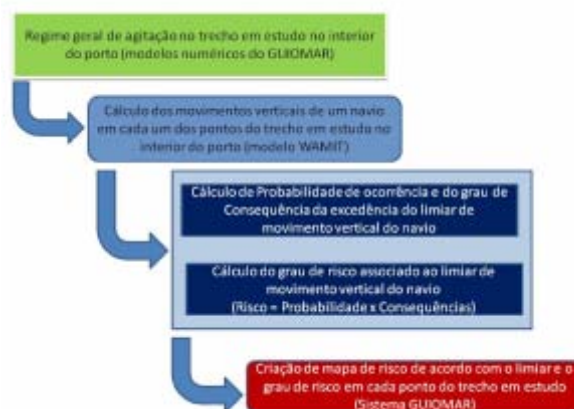 Regime geral de agitação no trecho em estudo no interior
do porto (modelos numéricos do GUIOMAR)
Cálculo dos movimentos verticais de um navio
em cada um dos pontos do trecho em estudo no
interior do porto (modelo WAMIT)
Cálculo de Probabilidade de ocorrência e do grau de
Consequência da excedência do limiar de
movimento vertical do navio
Cálculo do grau de risco associado ao limiar de
movimento vertical do navio
(Risco = Probabilidade x Consequências)
Criação de mapa de risco de acordo com o limiar e o
grau de risco em cada ponto do trecho em estudo
(Sistema GUIOMAR)